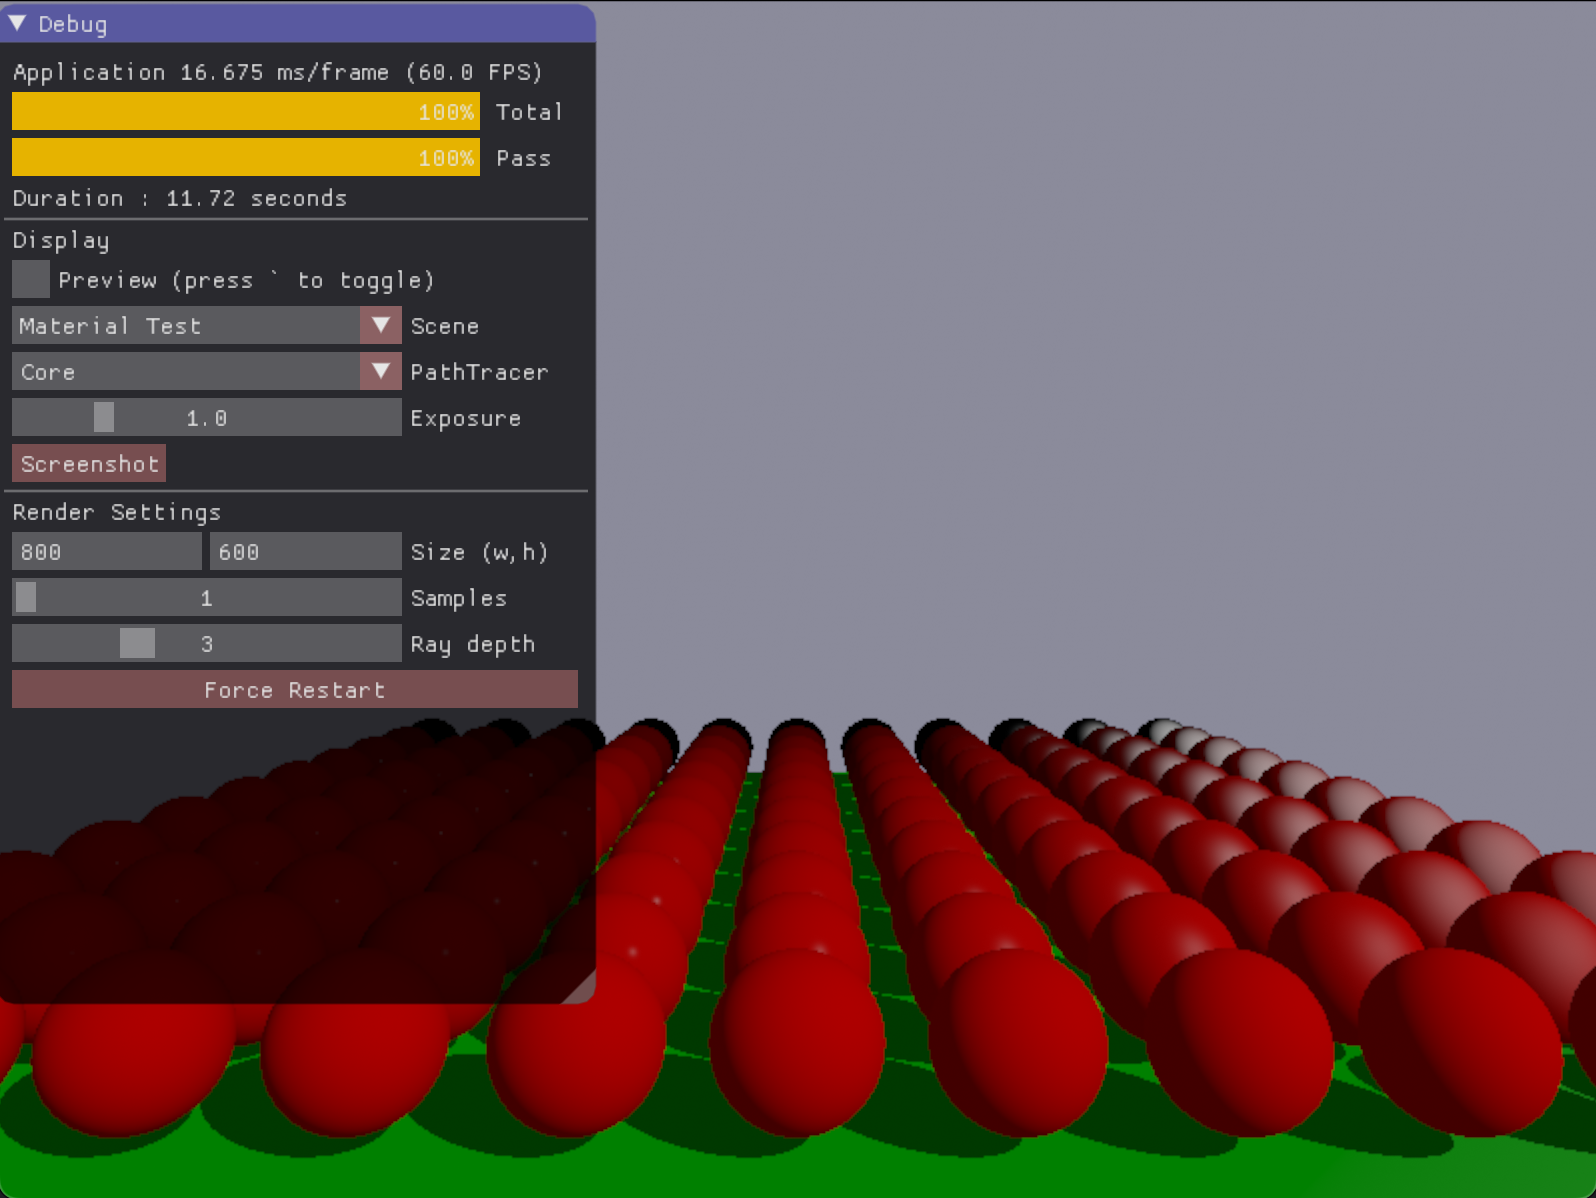 Debug
Application 16.675 ms/frame (60.0 FPS)
100% Total
100% Pass
Duration : 11.72 seconds
Display
Preview (press ` to toggle)
Material Test Scene
Core PathTracer
1.0 Exposure
Screenshot
Render Settings
800 600 Size (w,h)
1 Samples
3 Ray depth
Force Restart